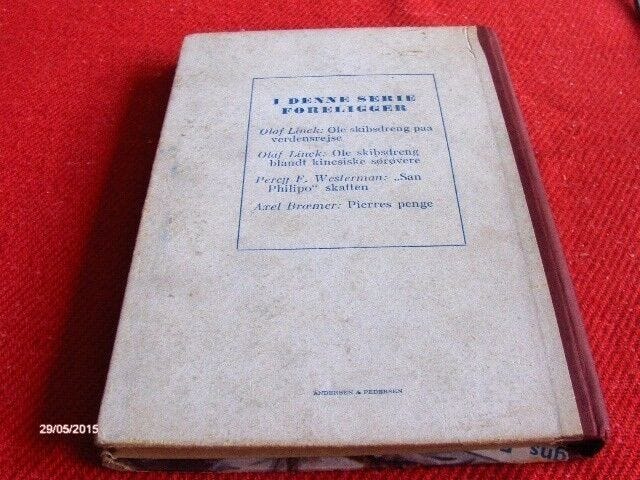 I DENNE SERIE
FORELIGGER
Olaf Linck: Ole skibsdreng paa
verdensrejse
Olaf Linck: Ole skibsdreng
blandt kinesiske sørøvere
Percy F. Westerman: „San
Philipo“ skatten
Axel Bræmer: Pierres penge
ANDERSEN & PEDERSEN
29/05/2015